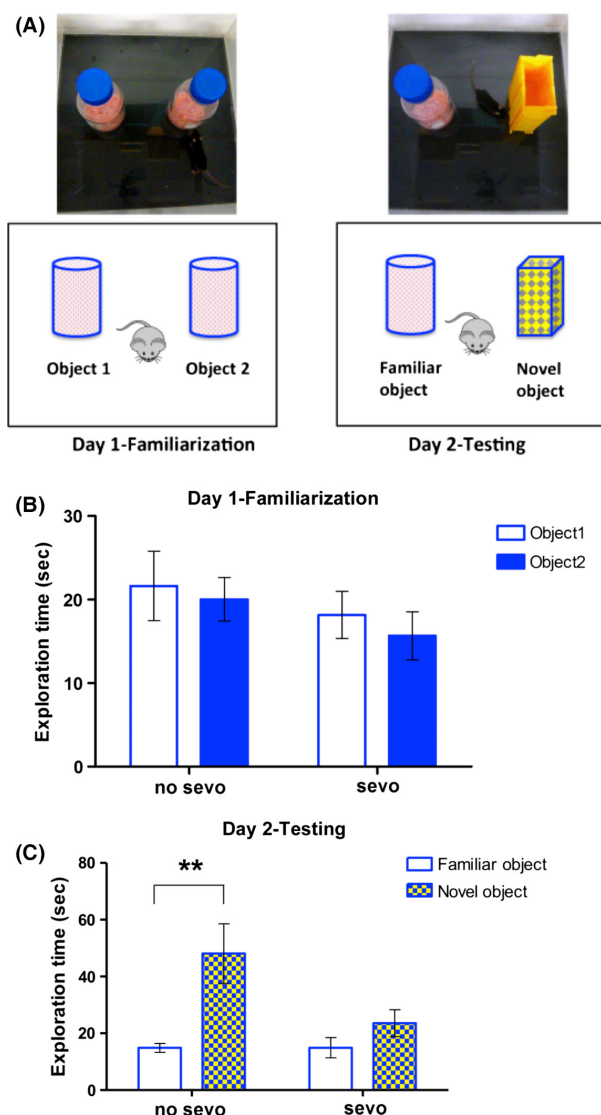 (A)
Object 1 Object 2
Day 1-Familiarization
Familiar object Novel object
Day 2-Testing
(B)
Day 1-Familiarization
Exploration time (sec)
30
20
10
0
no sevo sevo
Object1
Object2
(C)
Day 2-Testing
Exploration time (sec)
80
60
40
20
0
**
no sevo sevo
Familiar object
Novel object